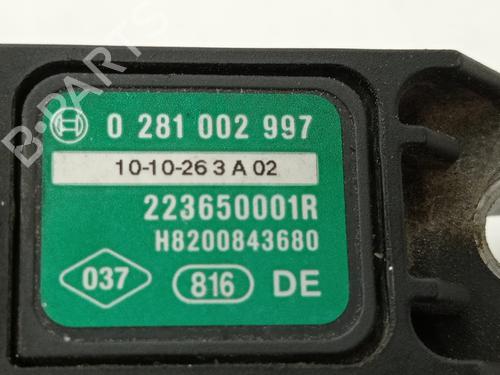 B-PARTS
0 281 002 997
10-10-26 3 A 02
223650001R
H8200843680
037 816 DE